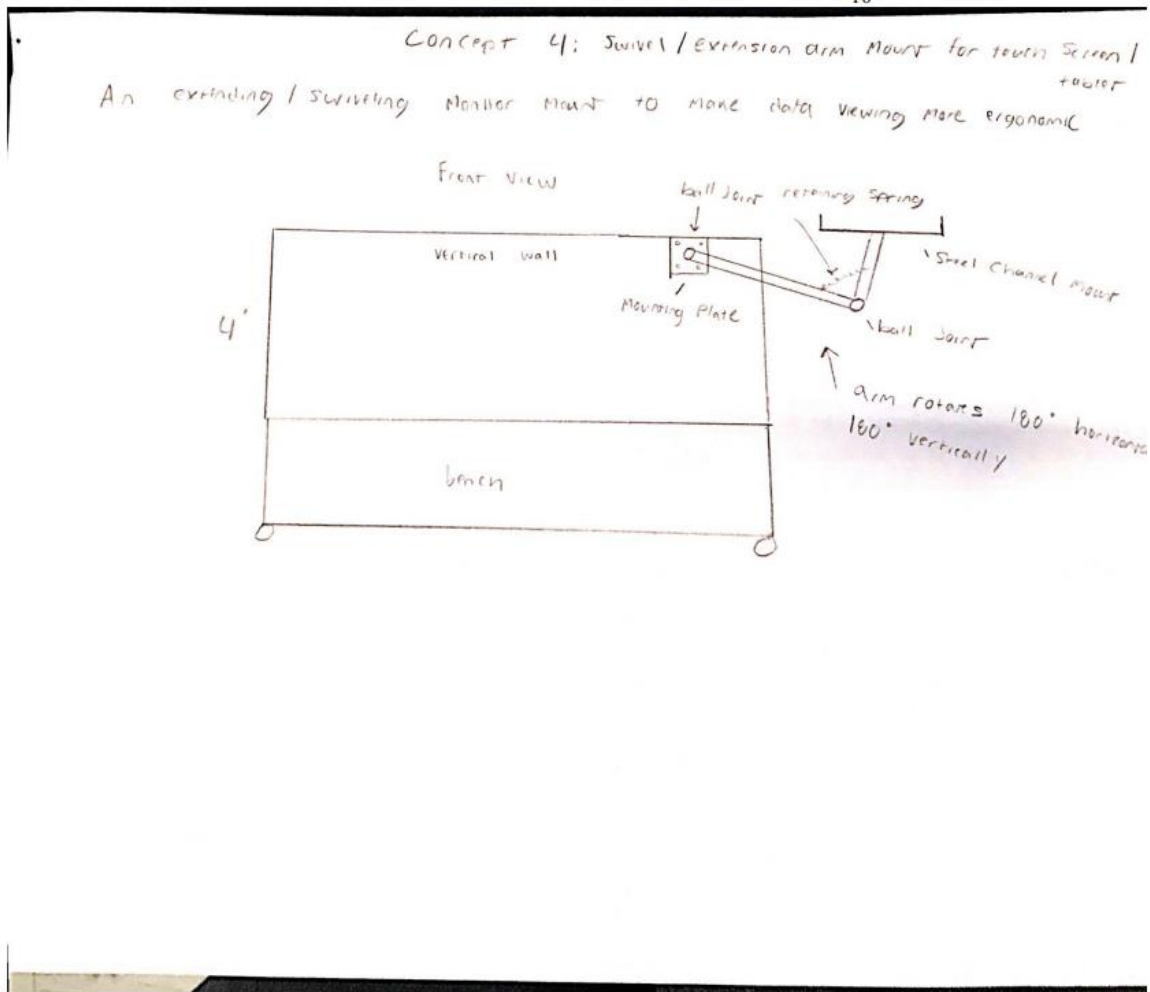 Concept 4: Swivel/Extension arm Mount for touch Screen/
tablet
An extending/swiveling Monitor Mount to make data viewing more ergonomic
Front View
ball joint retaining spring
Vertical wall
Steel Channel Mount
4'
Mounting Plate
ball joint
arm rotates 180°
180° vertically
bench